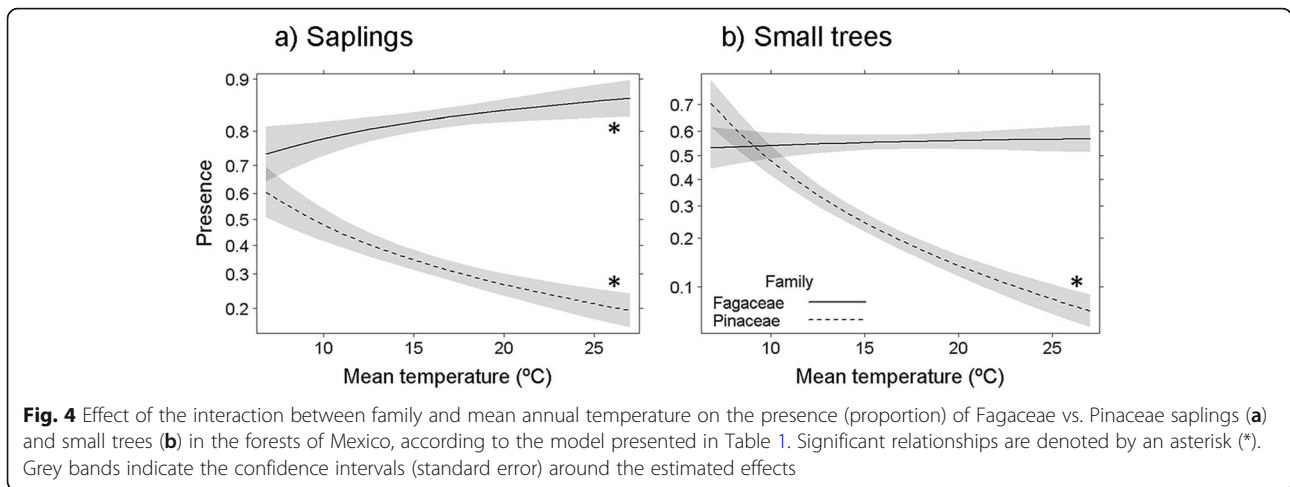 a) Saplings
b) Small trees
Presence
0.9
0.8
0.7
0.6
0.5
0.4
0.3
0.2
*
*
10 15 20 25
Mean temperature (ºC)
0.7
0.6
0.5
0.4
0.3
0.2
0.1
*
Family
Fagaceae
Pinaceae
10 15 20 25
Mean temperature (ºC)
Fig. 4 Effect of the interaction between family and mean annual temperature on the presence (proportion) of Fagaceae vs. Pinaceae saplings (a)
and small trees (b) in the forests of Mexico, according to the model presented in Table 1. Significant relationships are denoted by an asterisk (*).
Grey bands indicate the confidence intervals (standard error) around the estimated effects